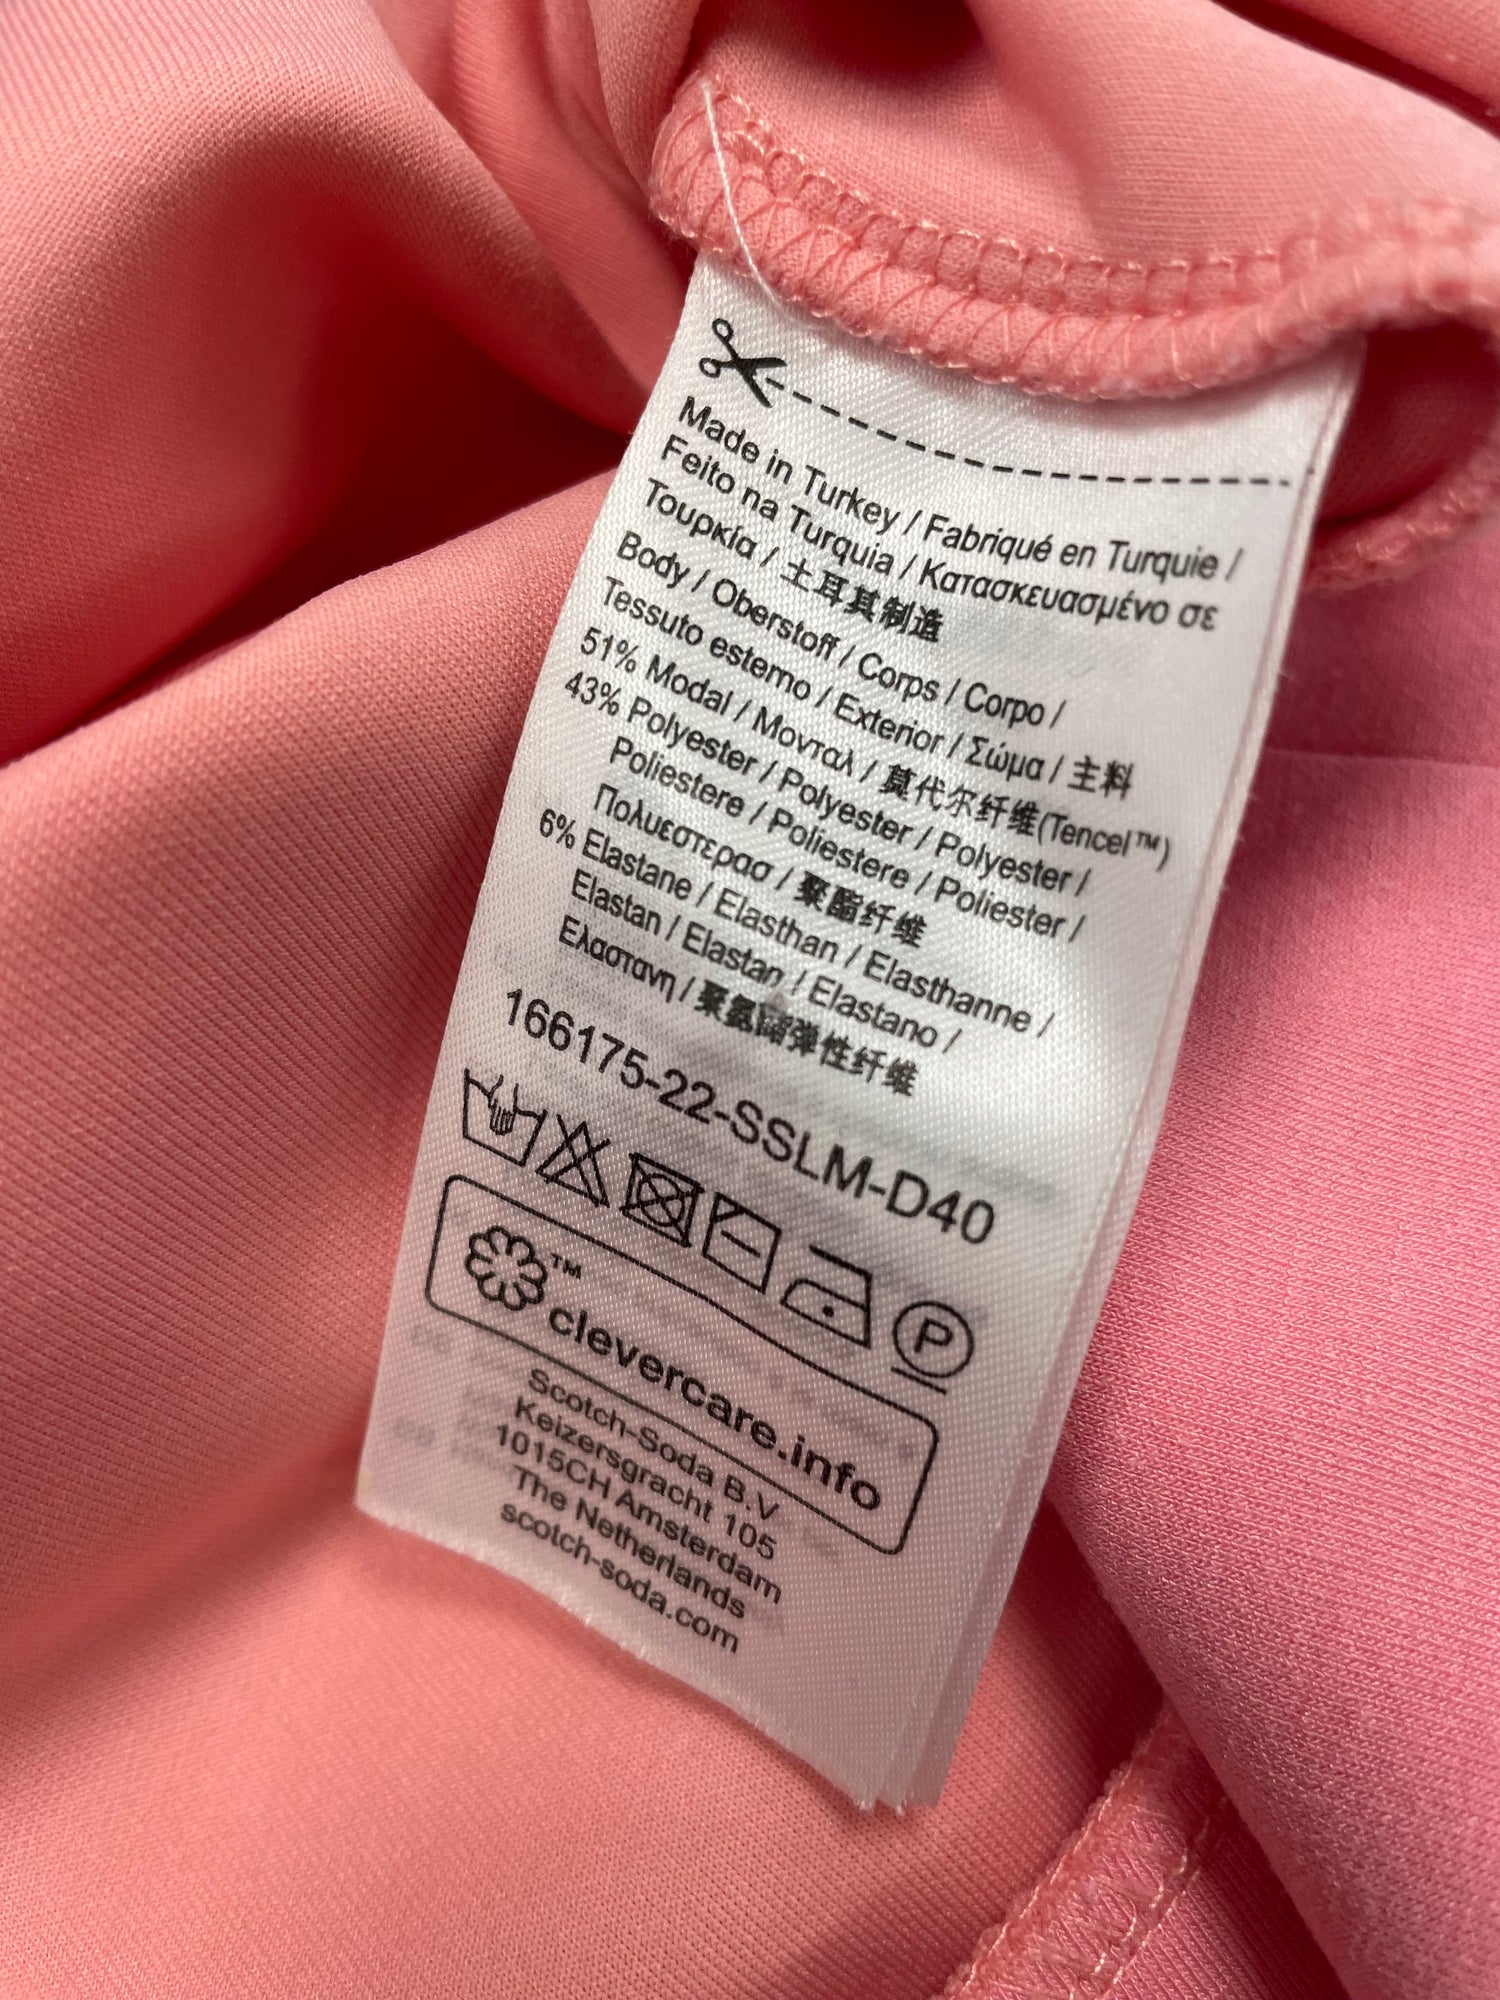 Made in Turkey / Fabriqué en Turquie /
Feito na Turquia / Κατασκευασμένο σε
Τουρκία / 土耳其制造
Body / Oberstoff / Corps / Corpo /
Tessuto esterno / Exterior / Σώμα / 主料
51% Modal / Μονταλ / 莫代尔纤维(Tencel™)
43% Polyester / Polyester / Polyester /
Poliestere / Poliestere / Poliester /
Πολυεστερασ / 聚酯纤维
6% Elastane / Elasthan / Elasthanne /
Elastan / Elastan / Elastano /
Ελαστανη / 聚氨酯弹性纤维
166175-22-SSLM-D40
P
™ clevercare.info
Scotch-Soda B.V
Keizersgracht 105
1015CH Amsterdam
The Netherlands
scotch-soda.com